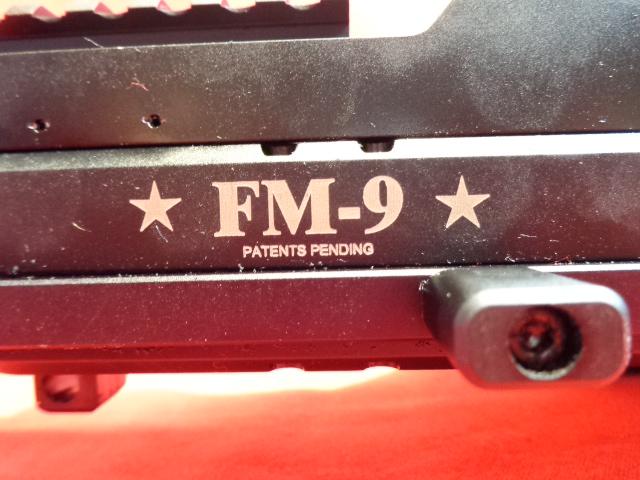 ★ FM-9 ★
PATENTS PENDING